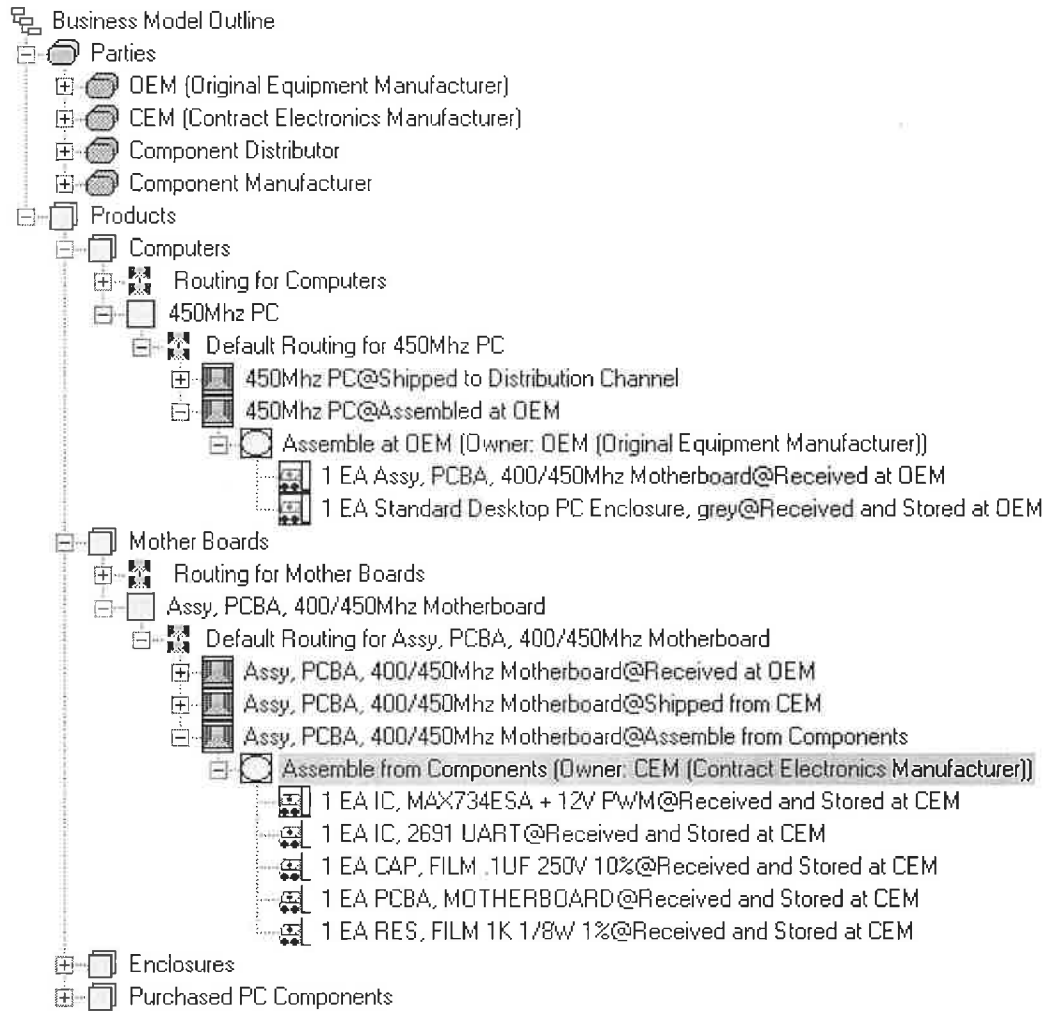 Business Model Outline
Parties
OEM (Original Equipment Manufacturer)
CEM (Contract Electronics Manufacturer)
Component Distributor
Component Manufacturer
Products
Computers
Routing for Computers
450Mhz PC
Default Routing for 450Mhz PC
450Mhz PC@Shipped to Distribution Channel
450Mhz PC@Assembled at OEM
Assemble at OEM (Owner: OEM (Original Equipment Manufacturer))
1 EA Assy, PCBA, 400/450Mhz Motherboard@Received at OEM
1 EA Standard Desktop PC Enclosure, grey@Received and Stored at OEM
Mother Boards
Routing for Mother Boards
Assy, PCBA, 400/450Mhz Motherboard
Default Routing for Assy, PCBA, 400/450Mhz Motherboard
Assy, PCBA, 400/450Mhz Motherboard@Received at OEM
Assy, PCBA, 400/450Mhz Motherboard@Shipped from CEM
Assy, PCBA, 400/450Mhz Motherboard@Assemble from Components
Assemble from Components (Owner: CEM (Contract Electronics Manufacturer))
1 EA IC, MAX734ESA + 12V PWM@Received and Stored at CEM
1 EA IC, 2691 UART@Received and Stored at CEM
1 EA CAP, FILM .1UF 250V 10%@Received and Stored at CEM
1 EA PCBA, MOTHERBOARD@Received and Stored at CEM
1 EA RES, FILM 1K 1/8W 1%@Received and Stored at CEM
Enclosures
Purchased PC Components